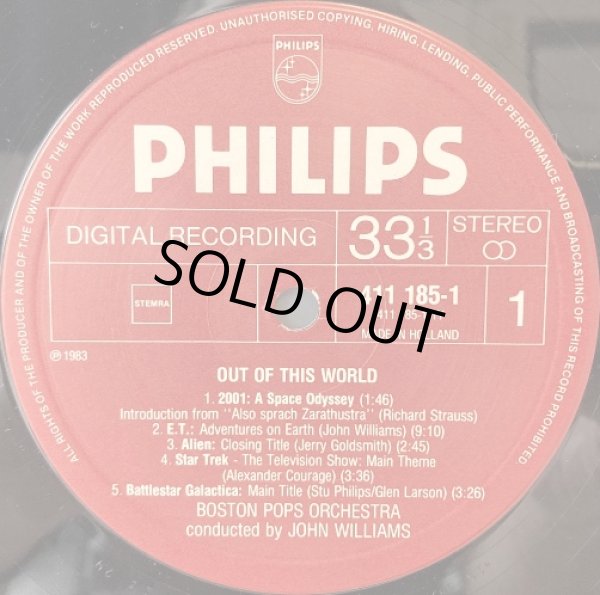 ALL RIGHTS OF THE PRODUCER AND OF THE OWNER OF THE WORK REPRODUCED RESERVED. UNAUTHORISED COPYING, HIRING, LENDING, PUBLIC PERFORMANCE AND BROADCASTING OF THIS RECORD PROHIBITED
PHILIPS
PHILIPS
DIGITAL RECORDING
33 1/3
STEREO
STEMRA
411 185-1
MADE IN HOLLAND
1
SOLD OUT
℗ 1983
OUT OF THIS WORLD
1. 2001: A Space Odyssey (1:46)
Introduction from "Also sprach Zarathustra" (Richard Strauss)
2. E.T.: Adventures on Earth (John Williams) (9:10)
3. Alien: Closing Title (Jerry Goldsmith) (2:45)
4. Star Trek - The Television Show: Main Theme
(Alexander Courage) (3:36)
5. Battlestar Galactica: Main Title (Stu Philips/Glen Larson) (3:26)
BOSTON POPS ORCHESTRA
conducted by JOHN WILLIAMS